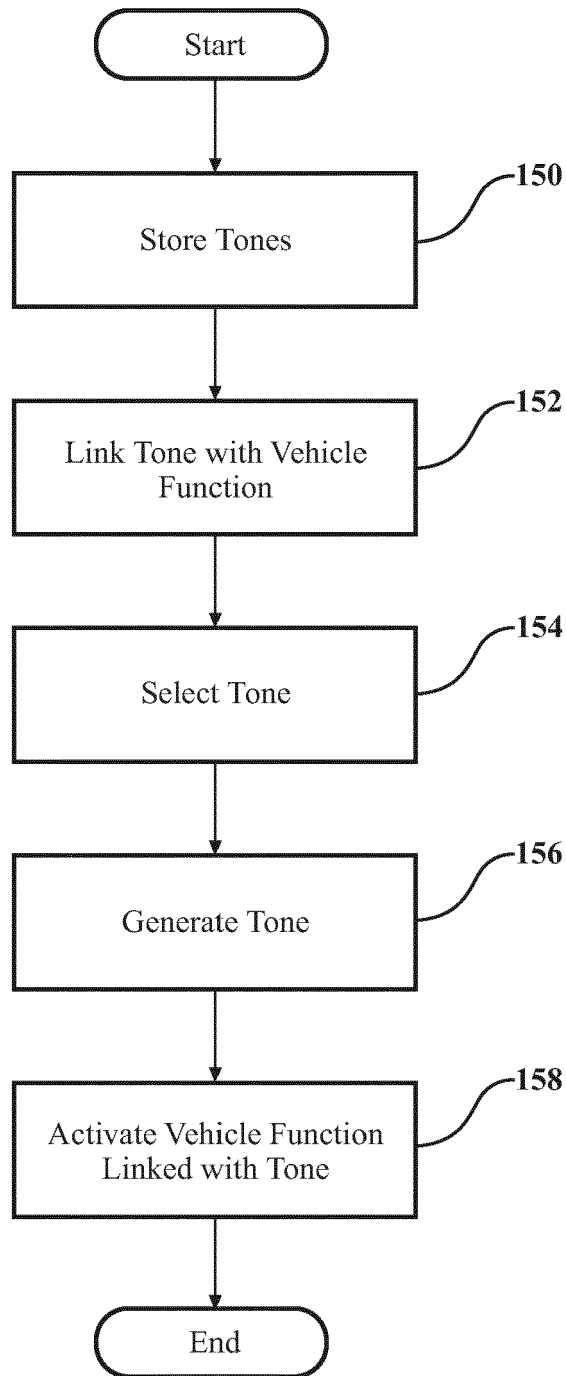 Start
150
Store Tones
152
Link Tone with Vehicle
Function
154
Select Tone
156
Generate Tone
158
Activate Vehicle Function
Linked with Tone
End